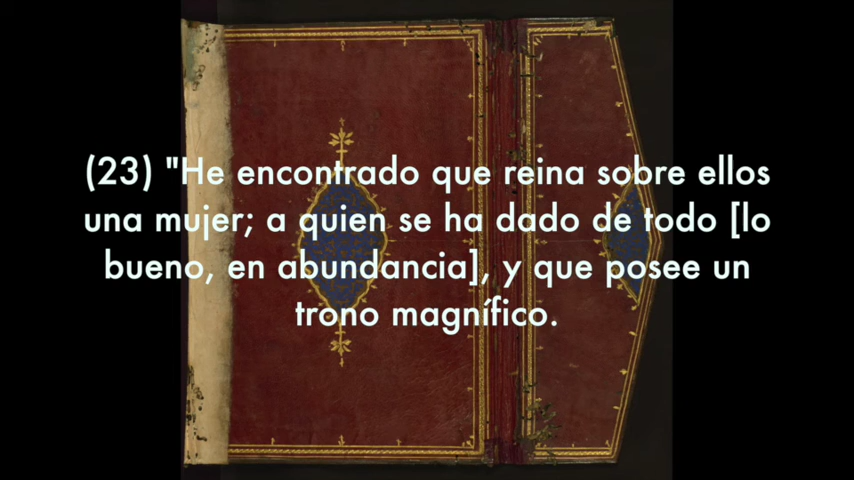 (23) "He encontrado que reina sobre ellos
una mujer; a quien se ha dado de todo [lo
bueno, en abundancia], y que posee un
trono magnífico.